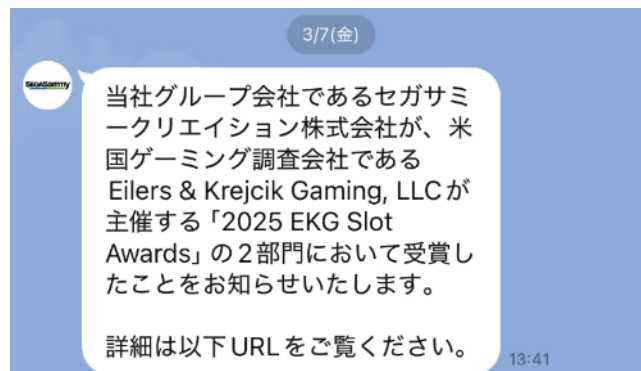 3/7(金)
SEGASammy
当社グループ会社であるセガサミ
ークリエイション株式会社が、米
国ゲーミング調査会社である
Eilers & Krejcik Gaming, LLCが
主催する「2025 EKG Slot
Awards」の2部門において受賞し
たことをお知らせいたします。
詳細は以下URLをご覧ください。
13:41